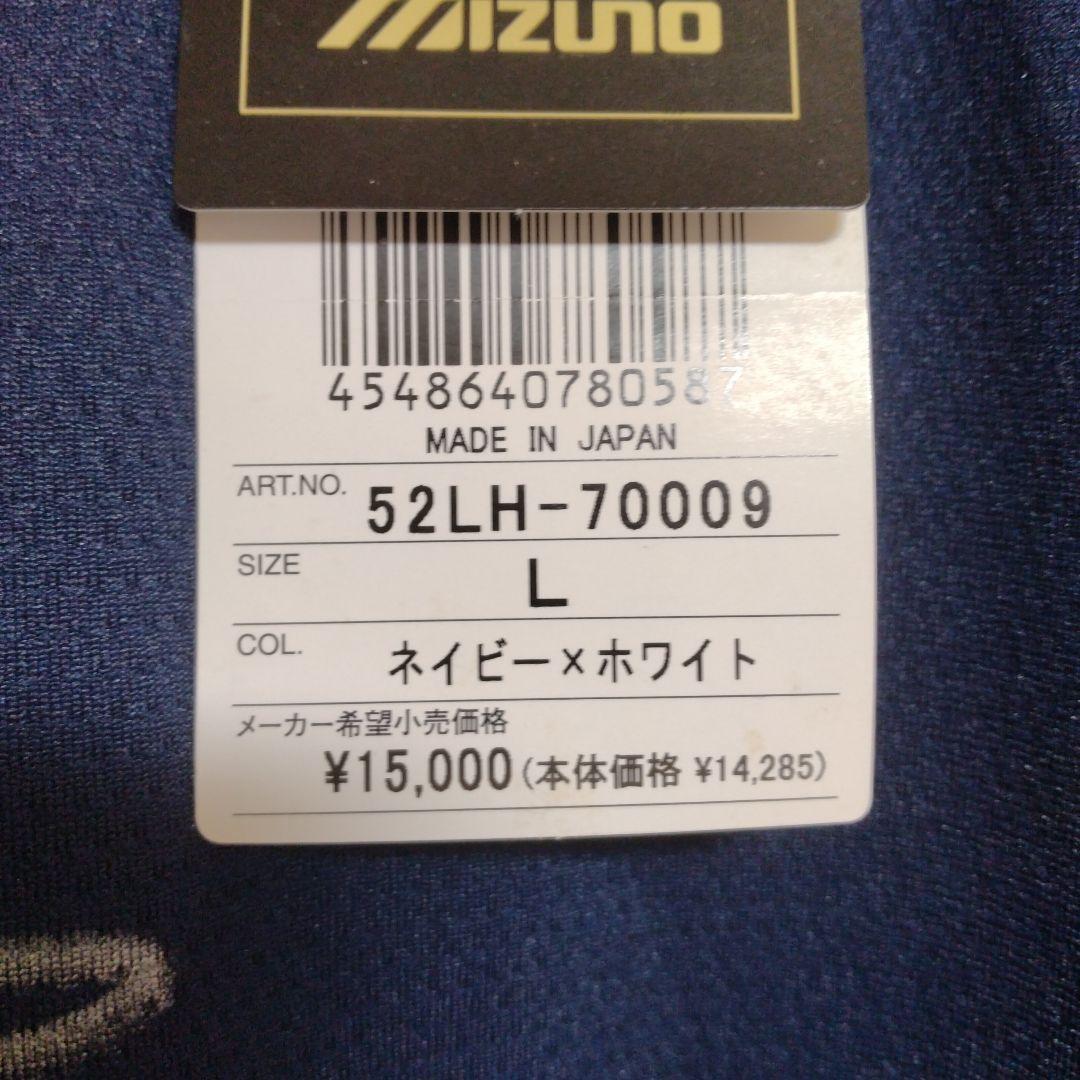 MIZUNO
4548640780587
MADE IN JAPAN
ART.NO. 52LH-70009
SIZE L
COL. ネイビー×ホワイト
メーカー希望小売価格
¥15,000(本体価格 ¥14,285)